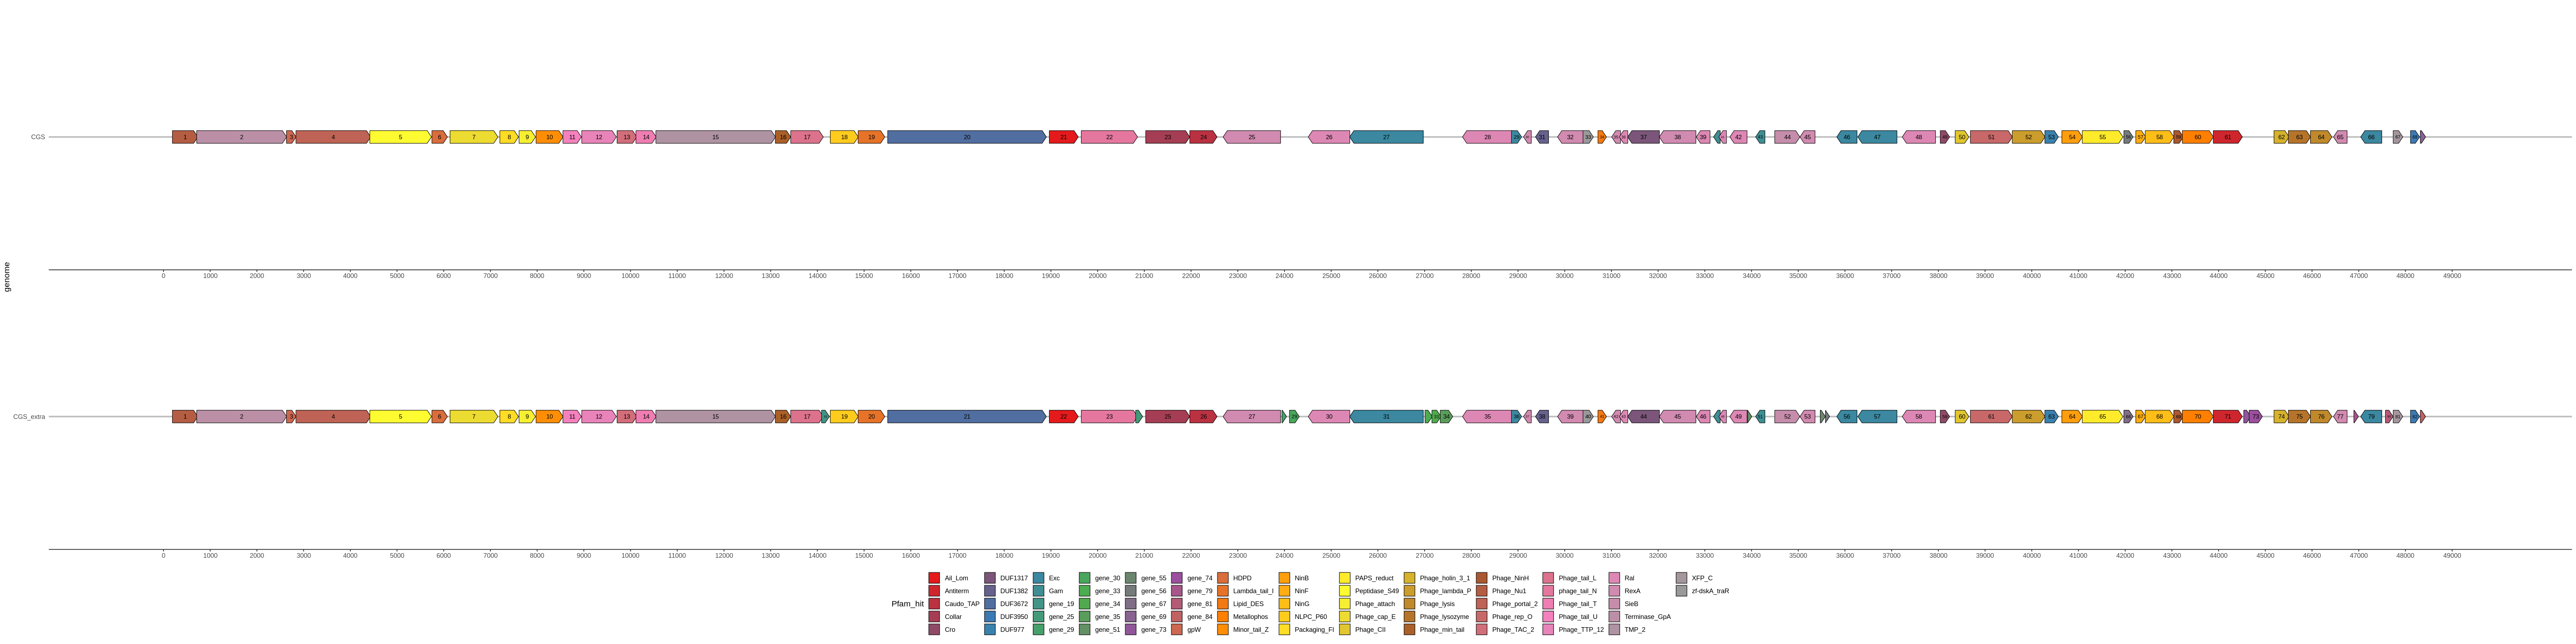 CGS
1 2 3 4 5 6 7 8 9 10 11 12 13 14 15 16 17 18 19 20 21 22 23 24 25 26 27 28 29 31 32 33 37 38 39 42 46 47 48 50 51 52 53 54 55 57 58 60 61 62 63 64 65 66
0 1000 2000 3000 4000 5000 6000 7000 8000 9000 10000 11000 12000 13000 14000 15000 16000 17000 18000 19000 20000 21000 22000 23000 24000 25000 26000 27000 28000 29000 30000 31000 32000 33000 34000 35000 36000 37000 38000 39000 40000 41000 42000 43000 44000 45000 46000 47000 48000 49000
genome
CGS_extra
1 2 3 4 5 6 7 8 9 10 11 12 13 14 15 16 17 19 20 21 22 23 25 26 27 30 31 34 35 38 39 40 44 45 46 49 52 53 56 57 58 60 61 62 63 64 65 67 68 70 71 73 74 75 76 77 79
0 1000 2000 3000 4000 5000 6000 7000 8000 9000 10000 11000 12000 13000 14000 15000 16000 17000 18000 19000 20000 21000 22000 23000 24000 25000 26000 27000 28000 29000 30000 31000 32000 33000 34000 35000 36000 37000 38000 39000 40000 41000 42000 43000 44000 45000 46000 47000 48000 49000
Pfam_hit
Ail_Lom DUF1317 Exc gene_30 gene_55 gene_74 HDPD NinB PAPS_reduct Phage_holin_3_1 Phage_NinH Phage_tail_L Ral XFP_C
Antiterm DUF1382 Gam gene_33 gene_56 gene_79 Lambda_tail_I NinF Peptidase_S49 Phage_lambda_P Phage_Nu1 phage_tail_N RexA zf-dskA_traR
Caudo_TAP DUF3672 gene_19 gene_34 gene_67 gene_81 Lipid_DES NinG Phage_attach Phage_lysis Phage_portal_2 Phage_tail_T SieB
Collar DUF3950 gene_25 gene_35 gene_69 gene_84 Metallophos NLPC_P60 Phage_cap_E Phage_lysozyme Phage_rep_O Phage_tail_U Terminase_GpA
Cro DUF977 gene_29 gene_51 gene_73 gpW Minor_tail_Z Packaging_FI Phage_CII Phage_min_tail Phage_TAC_2 Phage_TTP_12 TMP_2